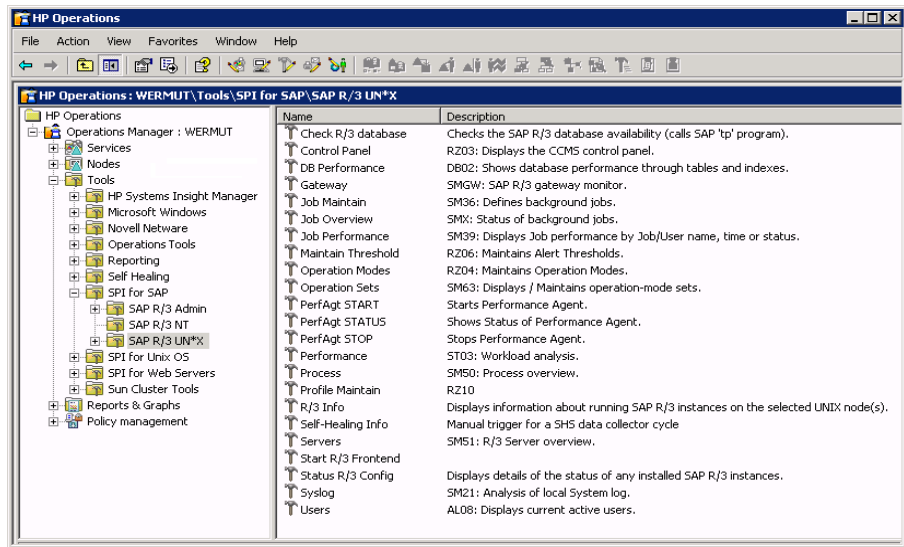 HP Operations
File Action View Favorites Window Help
HP Operations : WERMUT\Tools\SPI for SAP\SAP R/3 UN*X
HP Operations
Operations Manager : WERMUT
Services
Nodes
Tools
HP Systems Insight Manager
Microsoft Windows
Novell Netware
Operations Tools
Reporting
Self Healing
SPI for SAP
SAP R/3 Admin
SAP R/3 NT
SAP R/3 UN*X
SPI for Unix OS
SPI for Web Servers
Sun Cluster Tools
Reports & Graphs
Policy management
Name Description
Check R/3 database Checks the SAP R/3 database availability (calls SAP 'tp' program).
Control Panel RZ03: Displays the CCMS control panel.
DB Performance DB02: Shows database performance through tables and indexes.
Gateway SMGW: SAP R/3 gateway monitor.
Job Maintain SM36: Defines background jobs.
Job Overview SMX: Status of background jobs.
Job Performance SM39: Displays Job performance by Job/User name, time or status.
Maintain Threshold RZ06: Maintains Alert Thresholds.
Operation Modes RZ04: Maintains Operation Modes.
Operation Sets SM63: Displays / Maintains operation-mode sets.
PerfAgt START Starts Performance Agent.
PerfAgt STATUS Shows Status of Performance Agent.
PerfAgt STOP Stops Performance Agent.
Performance ST03: Workload analysis.
Process SM50: Process overview.
Profile Maintain RZ10
R/3 Info Displays information about running SAP R/3 instances on the selected UNIX node(s).
Self-Healing Info Manual trigger for a SHS data collector cycle
Servers SM51: R/3 Server overview.
Start R/3 Frontend
Status R/3 Config Displays details of the status of any installed SAP R/3 instances.
Syslog SM21: Analysis of local System log.
Users AL08: Displays current active users.